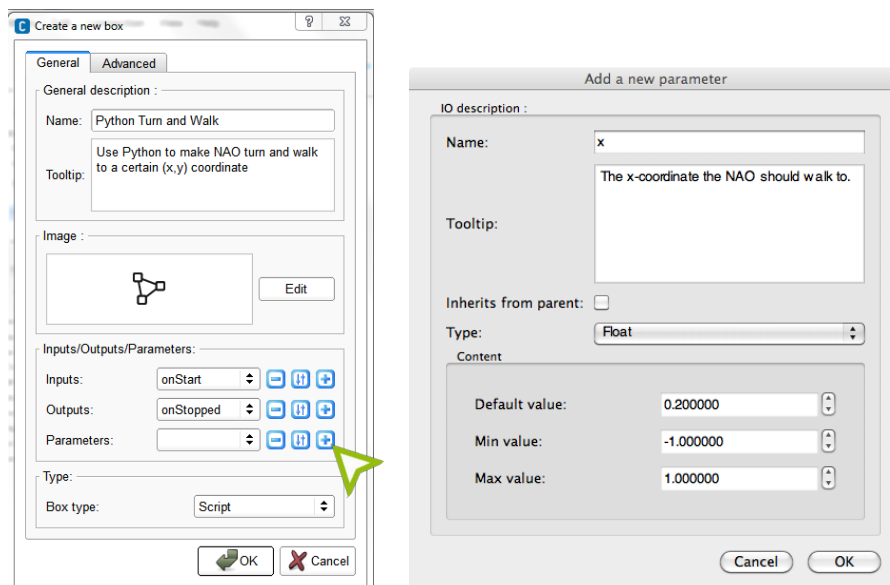 Create a new box
General Advanced
General description :
Name: Python Turn and Walk
Tooltip: Use Python to make NAO turn and walk
to a certain (x,y) coordinate
Image :
Edit
Inputs/Outputs/Parameters:
Inputs: onStart
Outputs: onStopped
Parameters:
Type:
Box type: Script
OK Cancel
Add a new parameter
IO description :
Name: x
Tooltip: The x-coordinate the NAO should walk to.
Inherits from parent:
Type: Float
Content
Default value: 0.200000
Min value: -1.000000
Max value: 1.000000
Cancel OK